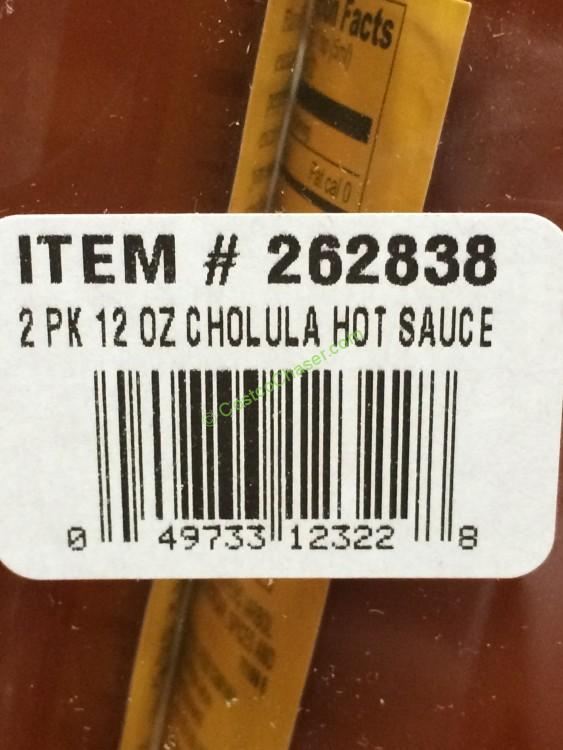 Facts
(5ml)
Fat cal 0
ITEM # 262838
2 PK 12 OZ CHOLULA HOT SAUCE
© CostcoChaser.com
0 49733 12322 8